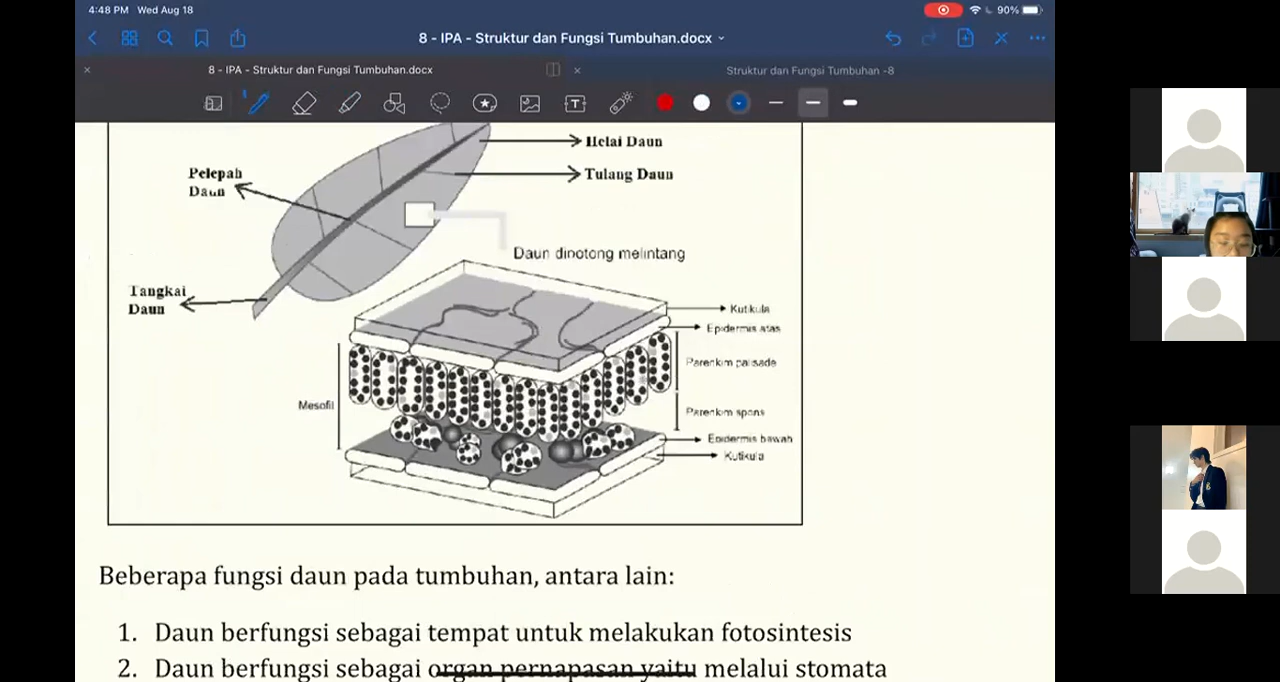 4:48 PM Wed Aug 18
90%
8 - IPA - Struktur dan Fungsi Tumbuhan.docx
8 - IPA - Struktur dan Fungsi Tumbuhan.docx
Struktur dan Fungsi Tumbuhan -8
Helai Daun
Pelepah
Daun
Tulang Daun
Daun dipotong melintang
Tangkai
Daun
Kutikula
Epidermis atas
Parenkim palisade
Mesofil
Parenkim spons
Epidermis bawah
Kutikula
Beberapa fungsi daun pada tumbuhan, antara lain:
1. Daun berfungsi sebagai tempat untuk melakukan fotosintesis
2. Daun berfungsi sebagai organ pernapasan yaitu melalui stomata